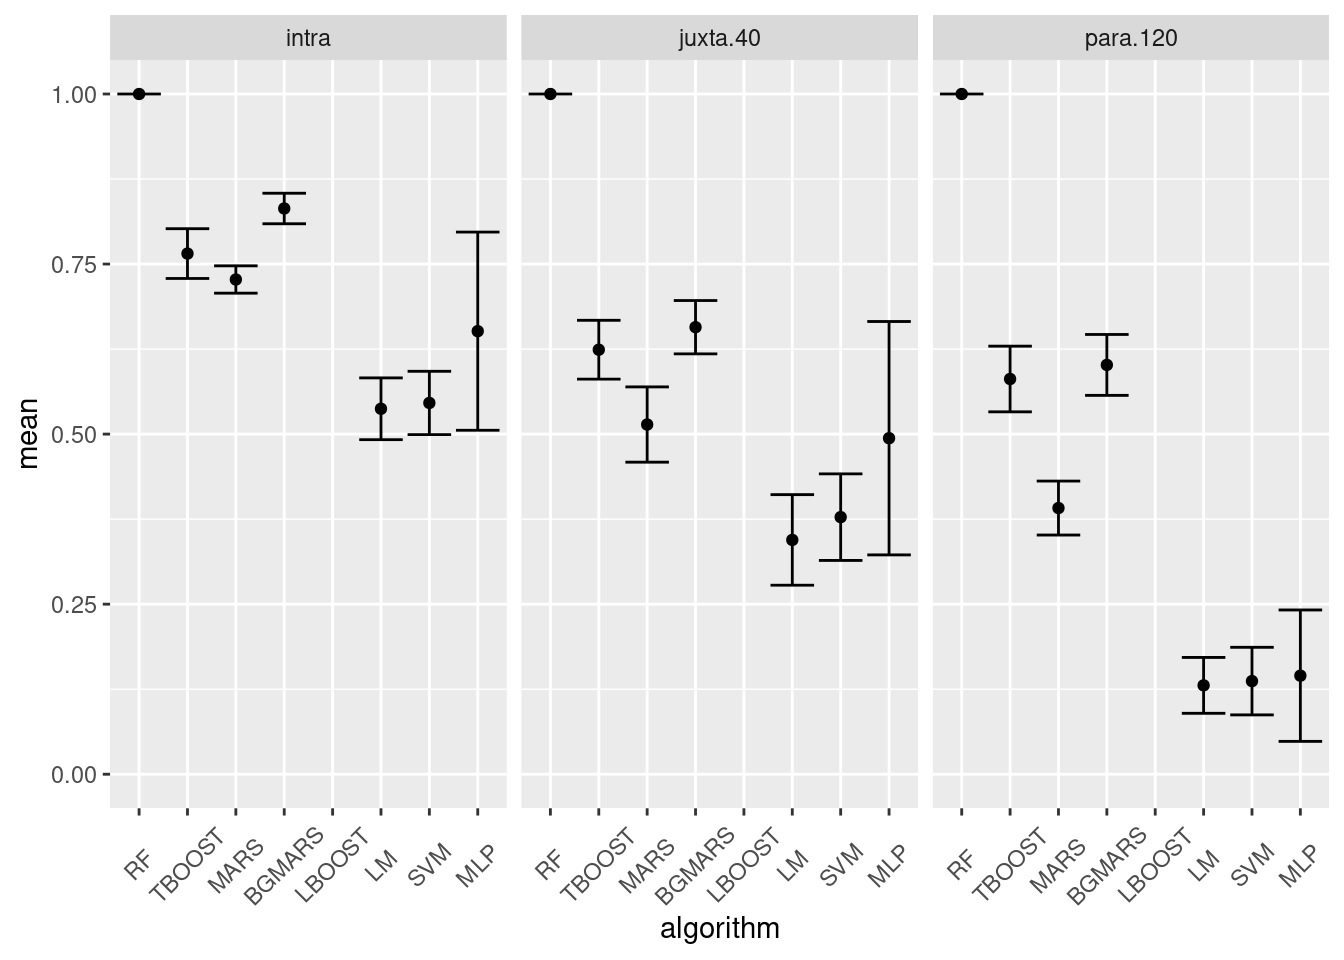 intra juxta.40 para.120
1.00
0.75
0.50
0.25
0.00
mean
RF TBOOST MARS BGMARS LBOOST LM SVM MLP RF TBOOST MARS BGMARS LBOOST LM SVM MLP RF TBOOST MARS BGMARS LBOOST LM SVM MLP
algorithm